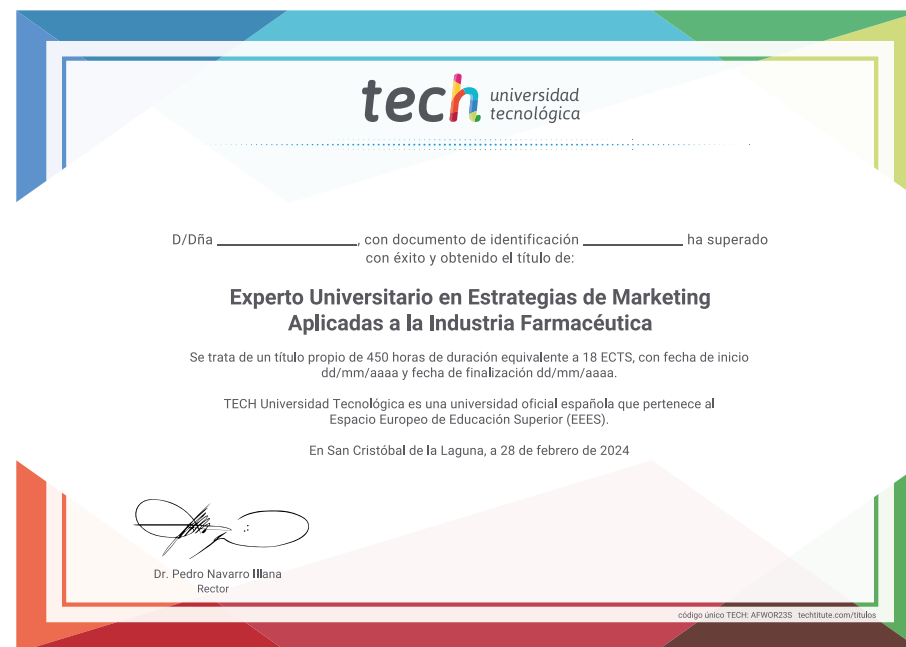 tech universidad
tecnológica
D/Dña ____________________, con documento de identificación ______________ ha superado
con éxito y obtenido el título de:
Experto Universitario en Estrategias de Marketing
Aplicadas a la Industria Farmacéutica
Se trata de un título propio de 450 horas de duración equivalente a 18 ECTS, con fecha de inicio
dd/mm/aaaa y fecha de finalización dd/mm/aaaa.
TECH Universidad Tecnológica es una universidad oficial española que pertenece al
Espacio Europeo de Educación Superior (EEES).
En San Cristóbal de la Laguna, a 28 de febrero de 2024
Dr. Pedro Navarro Illana
Rector
código único TECH: AFWOR23S techtitute.com/titulos